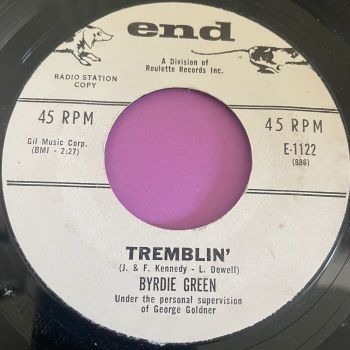 end
A Division of
Roulette Records Inc.
RADIO STATION
COPY
45 RPM
45 RPM
Gil Music Corp.
(BMI - 2:27)
E-1122
(886)
TREMBLIN'
(J. & F. Kennedy - L. Dowell)
BYRDIE GREEN
Under the personal supervision
of George Goldner